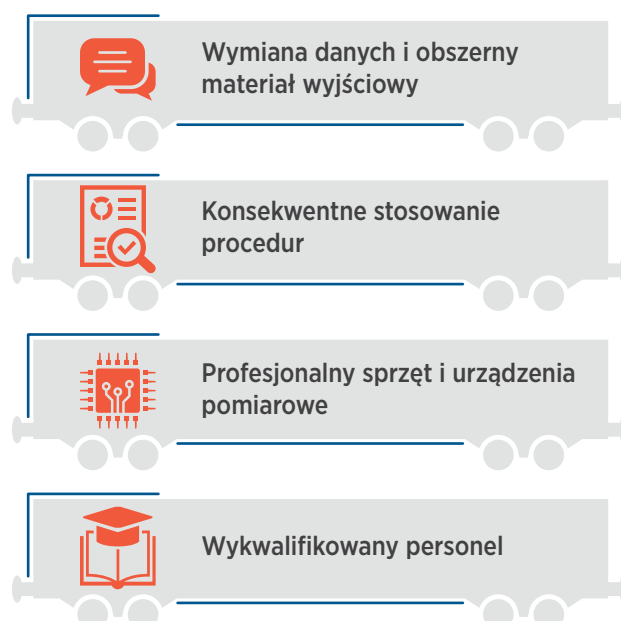 Wymiana danych i obszerny
materiał wyjściowy
Konsekwentne stosowanie
procedur
Profesjonalny sprzęt i urządzenia
pomiarowe
Wykwalifikowany personel